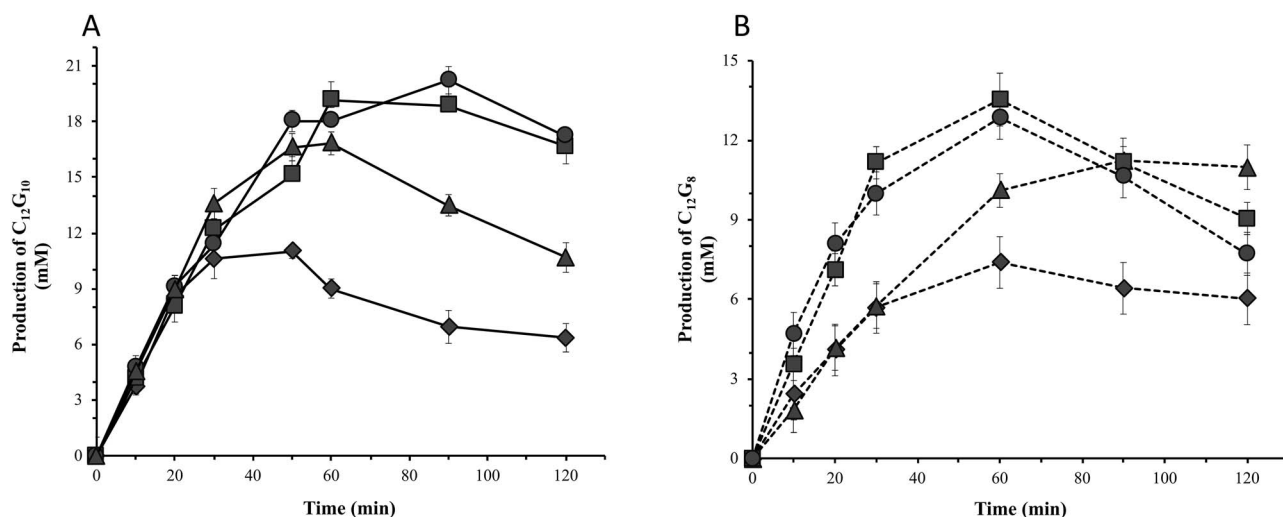 A
Production of C₁₂G₁₀
(mM)
21
18
15
12
9
6
3
0
0 20 40 60 80 100 120
Time (min)
B
Production of C₁₂G₈
(mM)
15
12
9
6
3
0
0 20 40 60 80 100 120
Time (min)